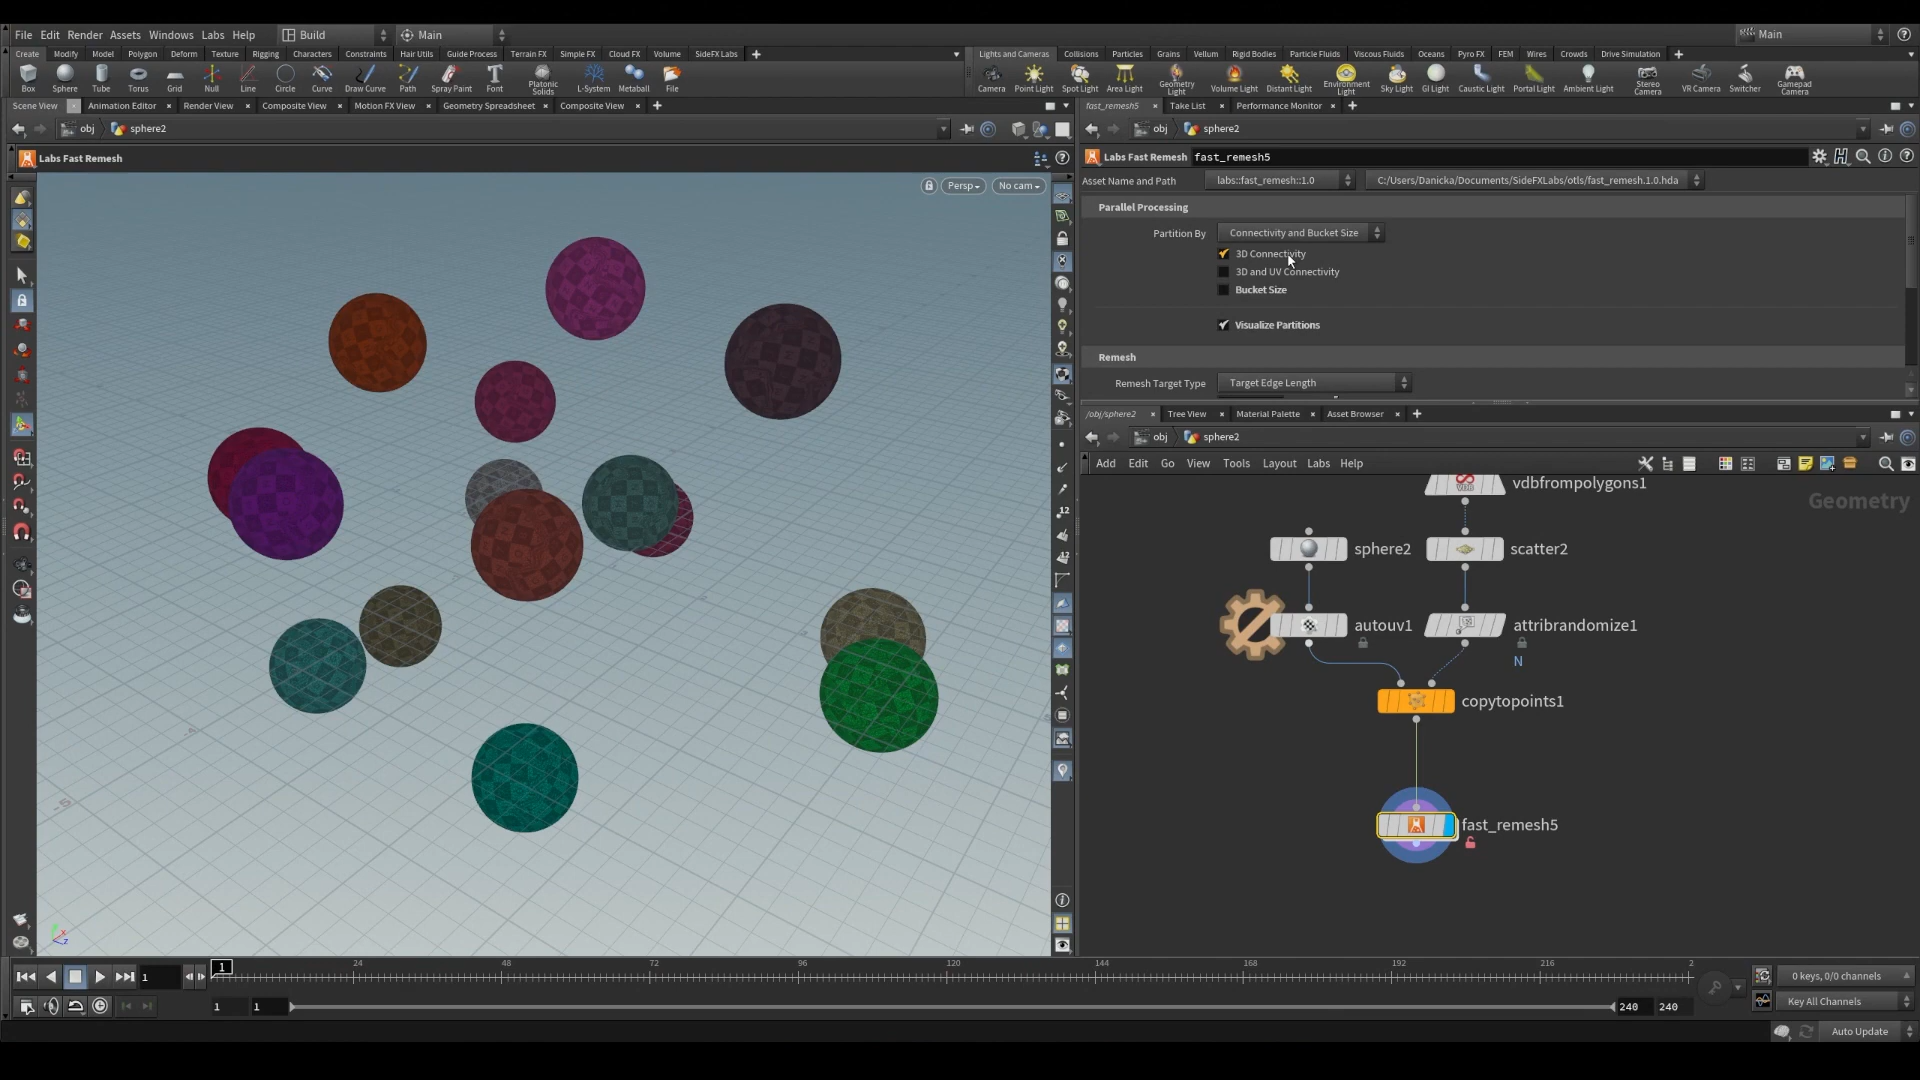 File Edit Render Assets Windows Labs Help Build Main Main
Create Modify Model Polygon Deform Texture Rigging Characters Constraints Hair Utils Guide Process Terrain FX Simple FX Cloud FX Volume SideFX Labs
Lights and Cameras Collisions Particles Grains Vellum Rigid Bodies Particle Fluids Viscous Fluids Oceans Pyro FX FEM Wires Crowds Drive Simulation
Box Sphere Tube Torus Grid Null Line Circle Curve Draw Curve Path Spray Paint Font Platonic Solids L-System Metaball File
Camera Point Light Spot Light Area Light Geometry Light Volume Light Distant Light Environment Light Sky Light GI Light Caustic Light Portal Light Ambient Light Stereo Camera VR Camera Switcher Gamepad Camera
Scene View Animation Editor Render View Composite View Motion FX View Geometry Spreadsheet Composite View
fast_remesh5 Take List Performance Monitor
obj sphere2
obj sphere2
Labs Fast Remesh
Labs Fast Remesh fast_remesh5
Asset Name and Path labs::fast_remesh::1.0 C:/Users/Danicka/Documents/SideFXLabs/otls/fast_remesh.1.0.hda
Persp No cam
Parallel Processing
Partition By Connectivity and Bucket Size
3D Connectivity
3D and UV Connectivity
Bucket Size
Visualize Partitions
Remesh
Remesh Target Type Target Edge Length
/obj/sphere2 Tree View Material Palette Asset Browser
obj sphere2
Add Edit Go View Tools Layout Labs Help
Geometry
vdbfrompolygons1
sphere2 scatter2
autouv1 attribrandomize1
N
copytopoints1
fast_remesh5
1 1 24 48 72 96 120 144 168 192 216 2
0 keys, 0/0 channels
1 1 240 240 Key All Channels
Auto Update